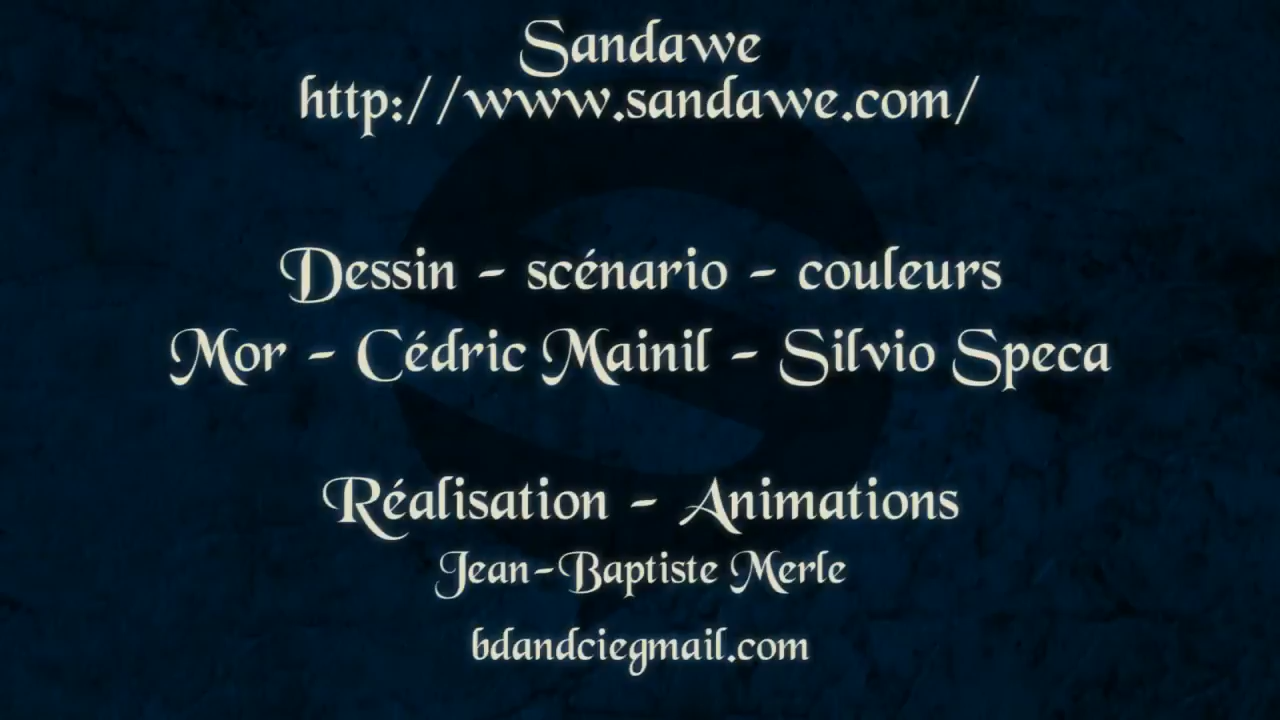 Sandawe
http://www.sandawe.com/
Dessin - scénario - couleurs
Mor - Cédric Mainil - Silvio Speca
Réalisation - Animations
Jean-Baptiste Merle
bdandciegmail.com